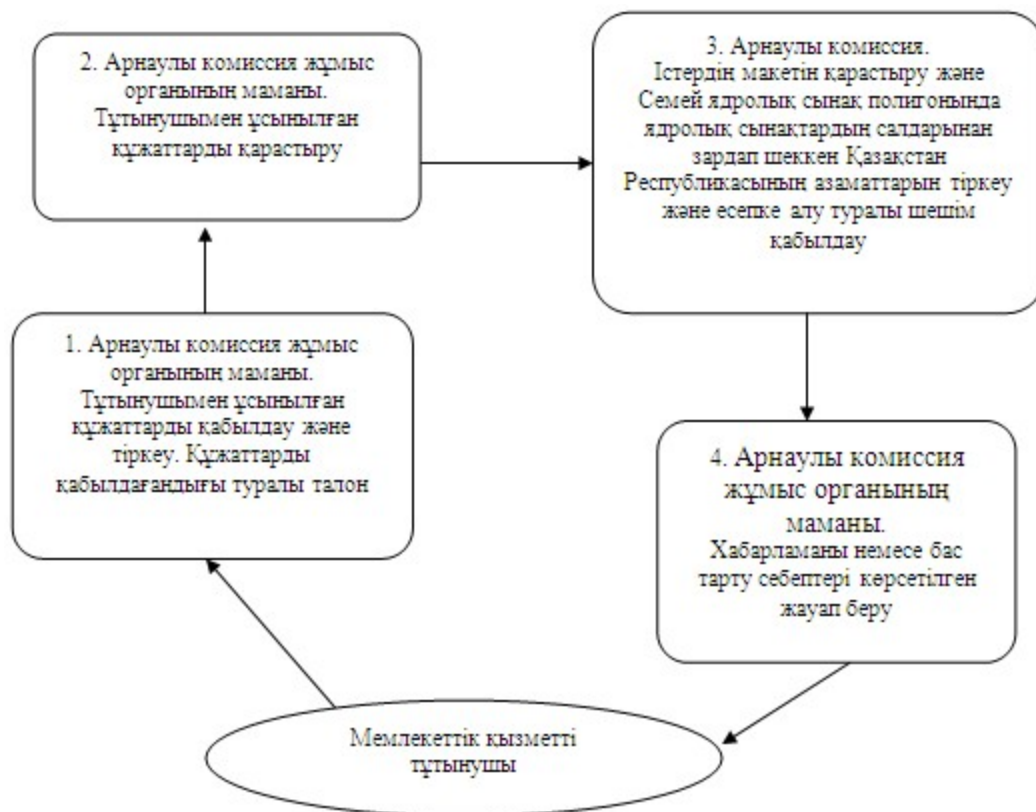 2. Арнаулы комиссия жұмыс
органының маманы.
Тұтынушымен ұсынылған
құжаттарды қарастыру
3. Арнаулы комиссия.
Істердің макетін қарастыру және
Семей ядролық сынақ полигонында
ядролық сынақтардың салдарынан
зардап шеккен Қазақстан
Республикасының азаматтарын тіркеу
және есепке алу туралы шешім
қабылдау
1. Арнаулы комиссия жұмыс
органының маманы.
Тұтынушымен ұсынылған
құжаттарды қабылдау және
тіркеу. Құжаттарды
қабылдағандығы туралы талон
4. Арнаулы комиссия
жұмыс органының
маманы.
Хабарламаны немесе бас
тарту себептері көрсетілген
жауап беру
Мемлекеттік қызметті
тұтынушы